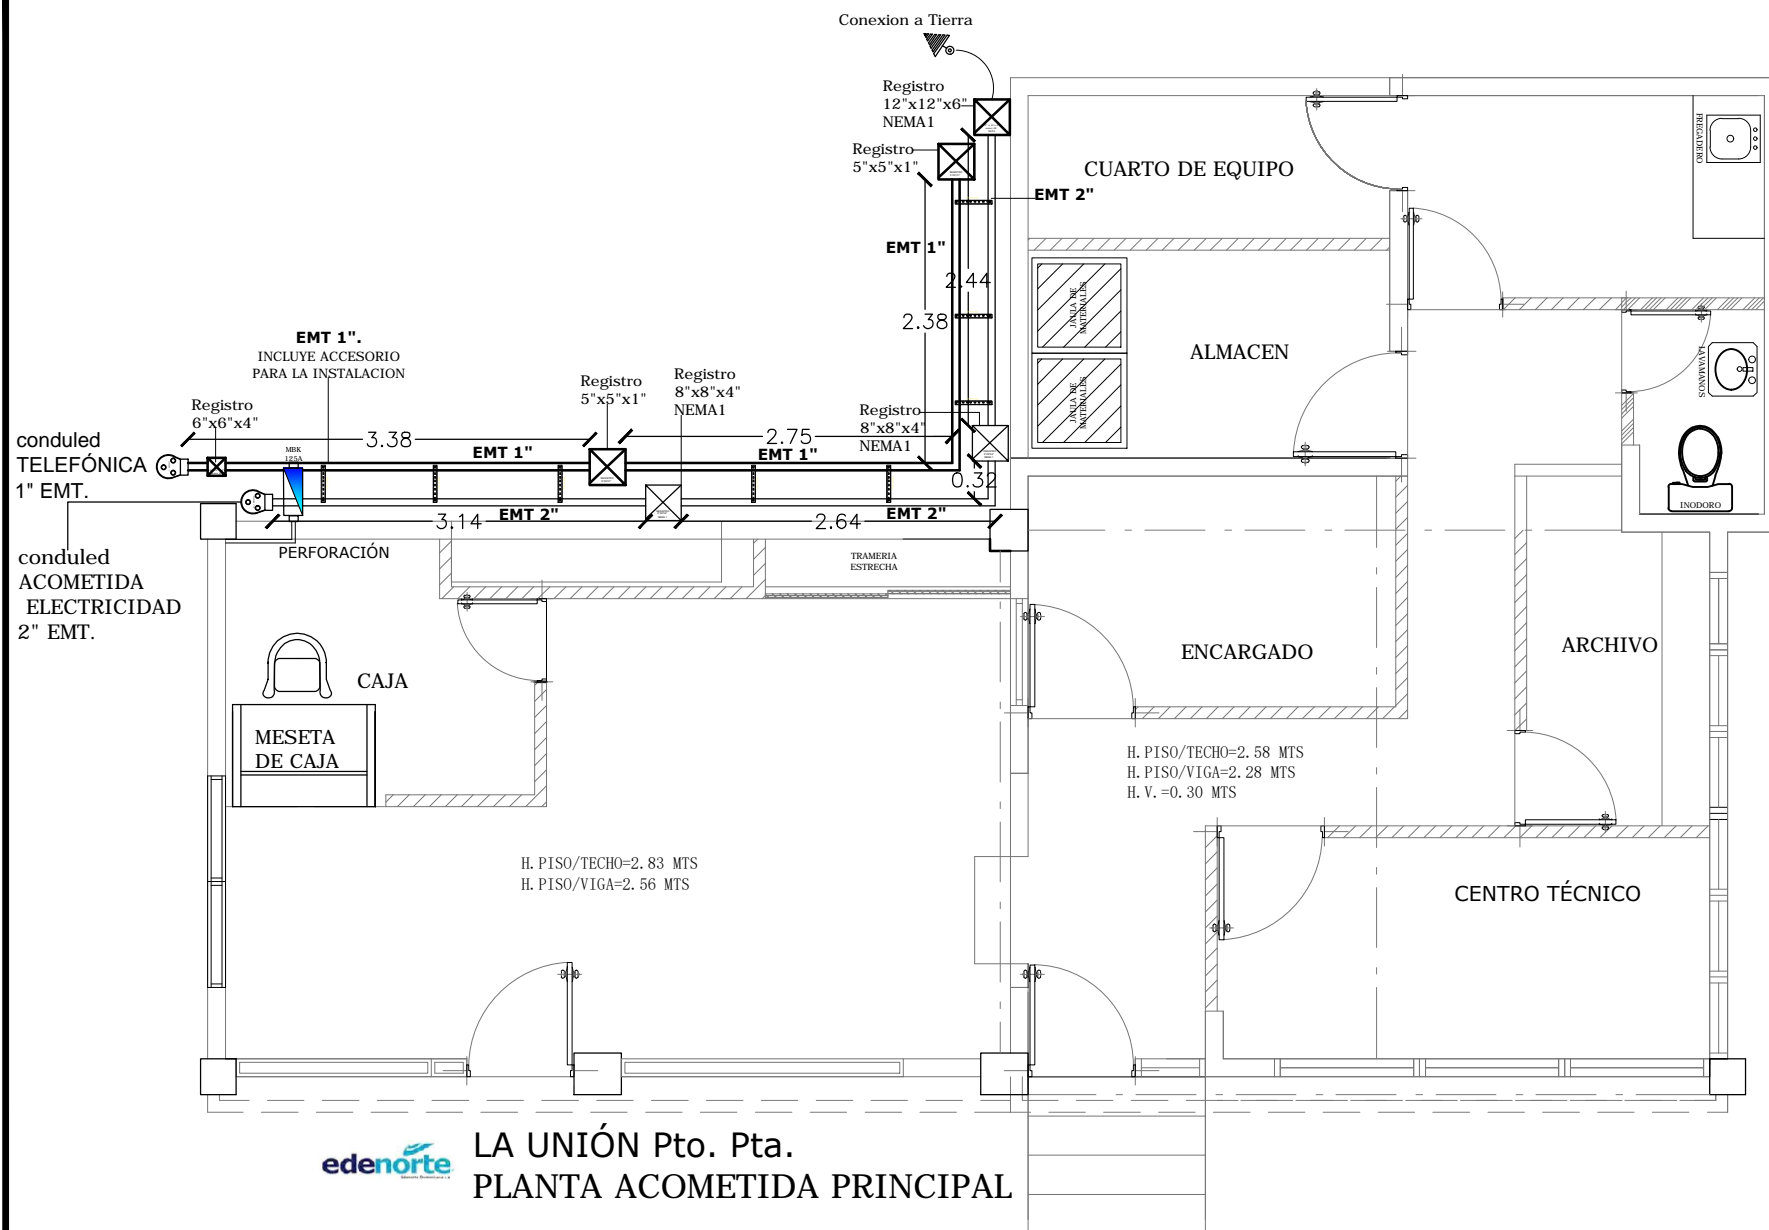 Conexion a Tierra
Registro
12"x12"x6"
NEMA1
Registro
5"x5"x1"
EMT 2"
EMT 1"
2.44
2.38
CUARTO DE EQUIPO
FREGADERO
JAULA DE
MATERIALES
JAULA DE
MATERIALES
ALMACEN
LAVAMANOS
INODORO
EMT 1".
INCLUYE ACCESORIO
PARA LA INSTALACION
Registro
6"x6"x4"
Registro
5"x5"x1"
Registro
8"x8"x4"
NEMA1
Registro
8"x8"x4"
NEMA1
3.38
2.75
EMT 1"
EMT 1"
MBK
125A
0.32
conduled
TELEFÓNICA
1" EMT.
3.14
EMT 2"
2.64
EMT 2"
PERFORACIÓN
TRAMERIA
ESTRECHA
conduled
ACOMETIDA
ELECTRICIDAD
2" EMT.
CAJA
MESETA
DE CAJA
ENCARGADO
ARCHIVO
H.PISO/TECHO=2.58 MTS
H.PISO/VIGA=2.28 MTS
H.V.=0.30 MTS
H.PISO/TECHO=2.83 MTS
H.PISO/VIGA=2.56 MTS
CENTRO TÉCNICO
edenorte
LA UNIÓN Pto. Pta.
PLANTA ACOMETIDA PRINCIPAL